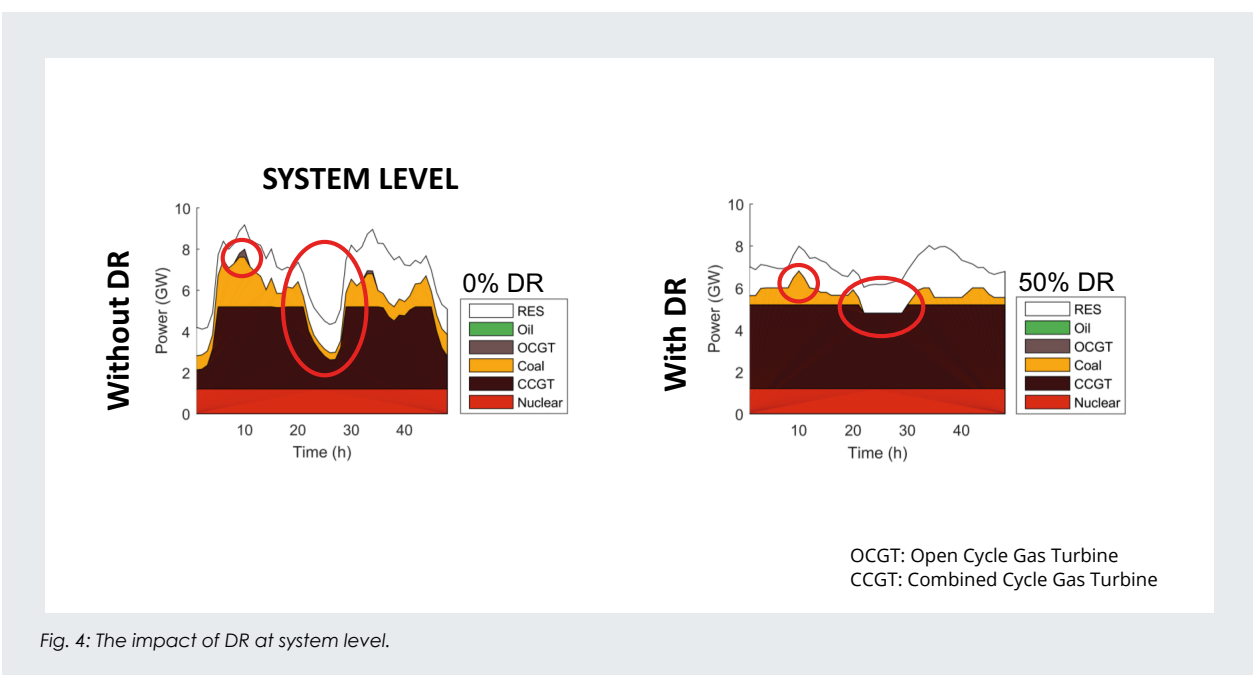 SYSTEM LEVEL
Without DR
Power (GW)
10
8
6
4
2
0
10 20 30 40
Time (h)
0% DR
RES
Oil
OCGT
Coal
CCGT
Nuclear
With DR
Power (GW)
10
8
6
4
2
0
10 20 30 40
Time (h)
50% DR
RES
Oil
OCGT
Coal
CCGT
Nuclear
OCGT: Open Cycle Gas Turbine
CCGT: Combined Cycle Gas Turbine
Fig. 4: The impact of DR at system level.